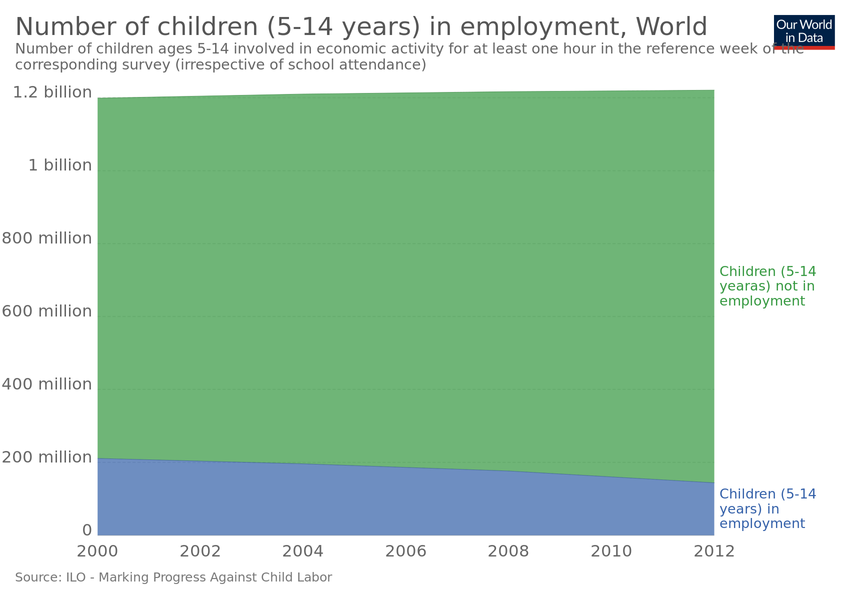 Number of children (5-14 years) in employment, World
Our World
in Data
Number of children ages 5-14 involved in economic activity for at least one hour in the reference week of the
corresponding survey (irrespective of school attendance)
1.2 billion
1 billion
800 million
600 million
400 million
200 million
0
Children (5-14
yearas) not in
employment
Children (5-14
years) in
employment
2000 2002 2004 2006 2008 2010 2012
Source: ILO - Marking Progress Against Child Labor